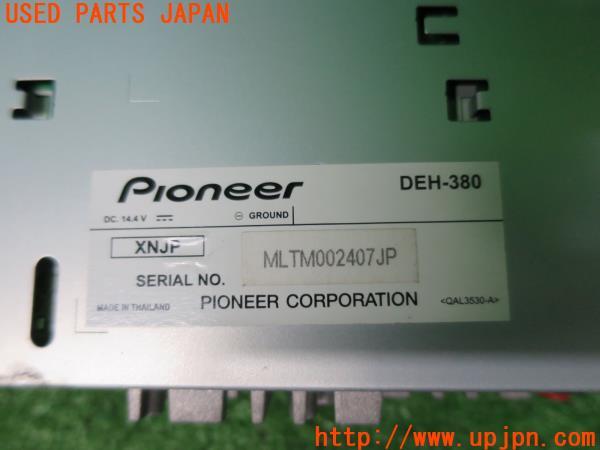 USED PARTS JAPAN
Pioneer
DEH-380
DC. 14.4 V
⊖ GROUND
XNJP
SERIAL NO. MLTM002407JP
MADE IN THAILAND PIONEER CORPORATION <QAL3530-A>
http://www.upjpn.com/